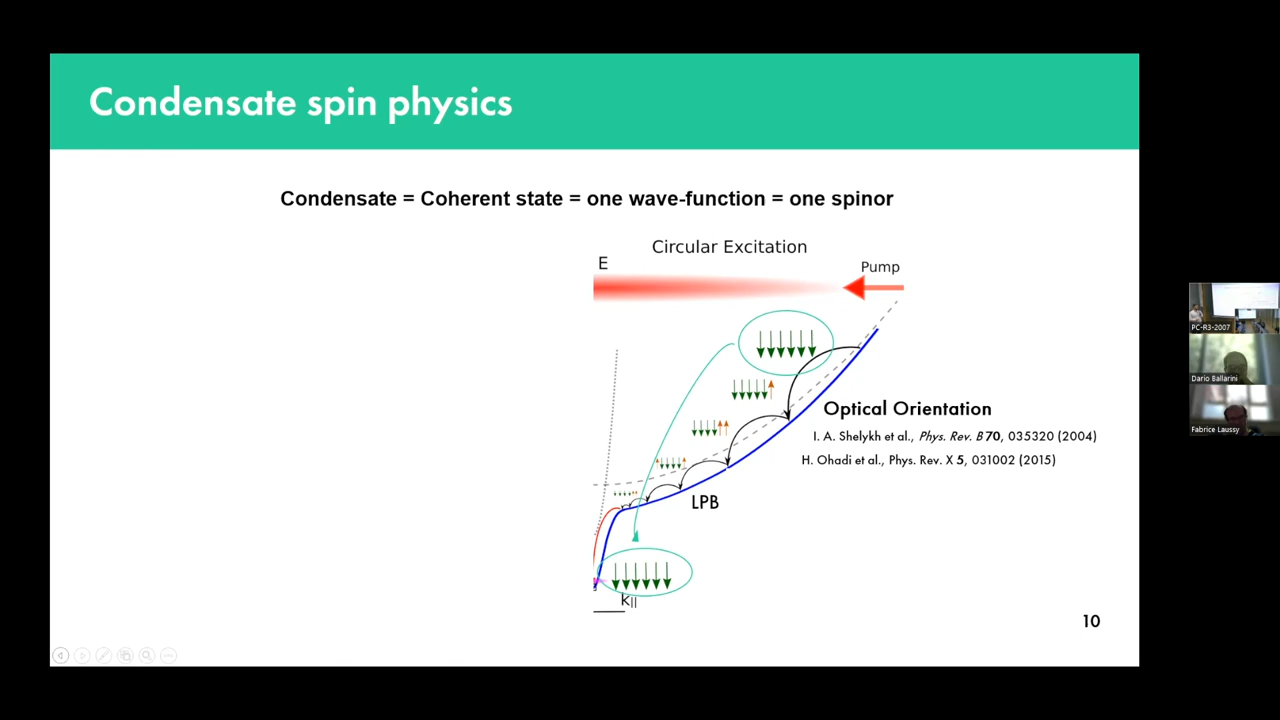 Condensate spin physics
Condensate = Coherent state = one wave-function = one spinor
Circular Excitation
E
Pump
Optical Orientation
I. A. Shelykh et al., Phys. Rev. B 70, 035320 (2004)
H. Ohadi et al., Phys. Rev. X 5, 031002 (2015)
LPB
k||
10
PC-R3-2007
Dario Ballarini
Fabrice Laussy